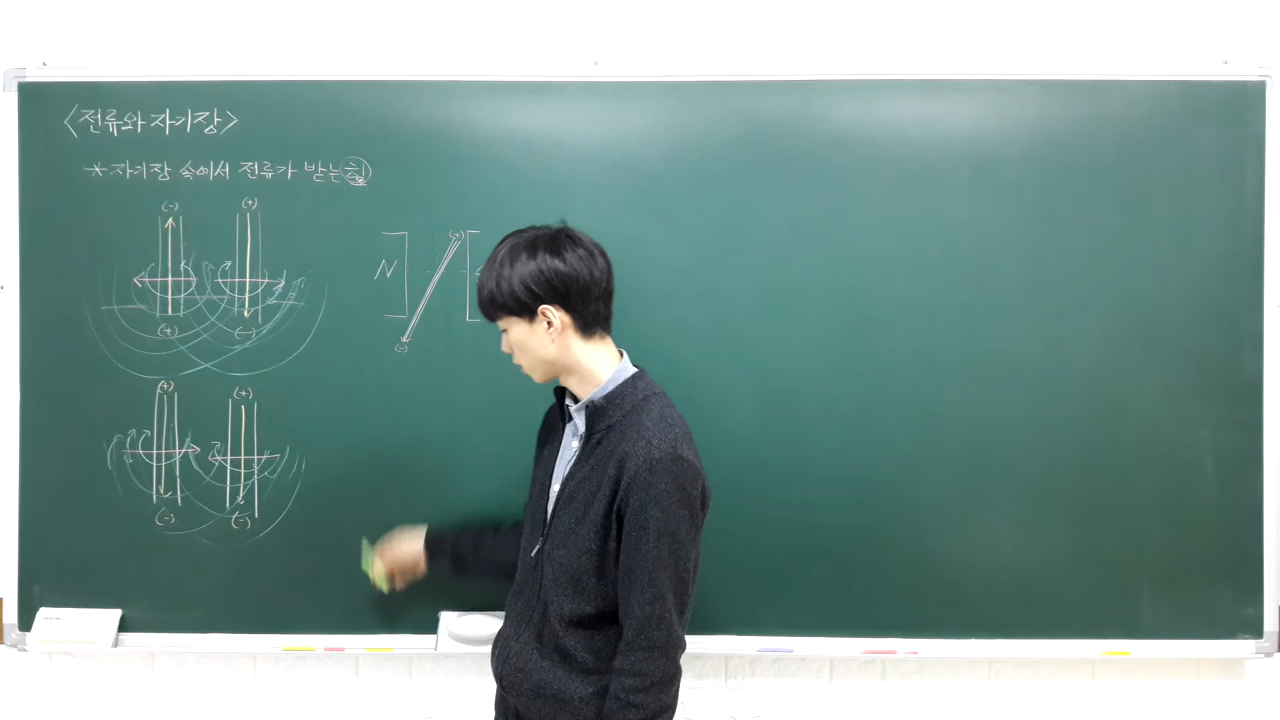 <전류와 자기장>
* 자기장 속에서 전류가 받는 힘
(-) (+)
(+) (-)
N
(+)
(-)
(+) (+)
(-) (-)